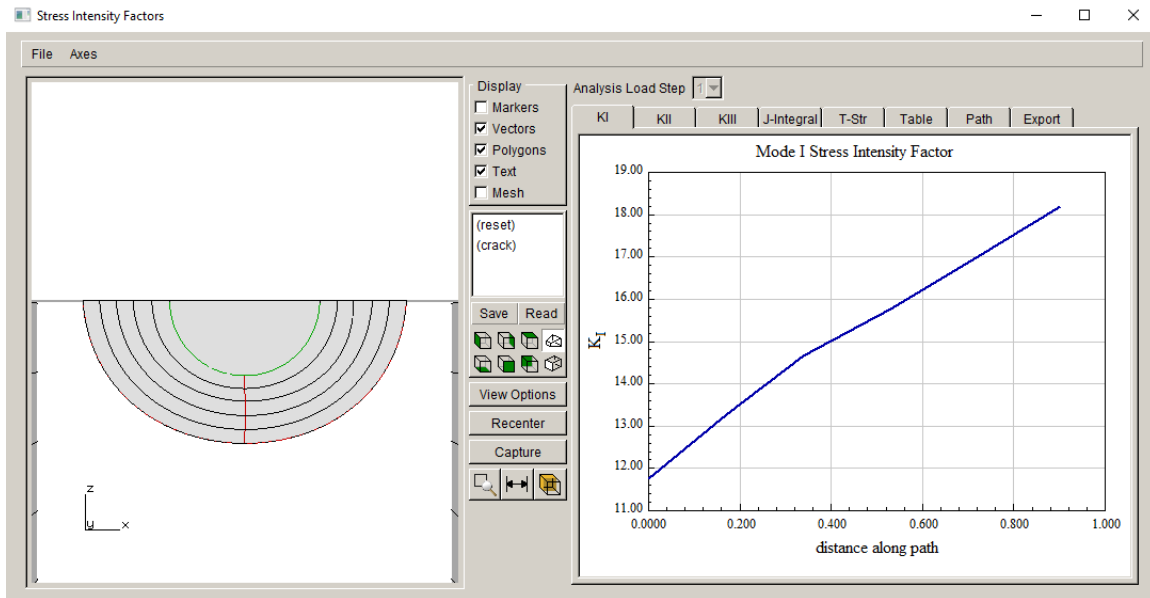 Stress Intensity Factors
File Axes
z
y x
Display
Markers
Vectors
Polygons
Text
Mesh
(reset)
(crack)
Save Read
View Options
Recenter
Capture
Analysis Load Step 1
KI KII KIII J-Integral T-Str Table Path Export
Mode I Stress Intensity Factor
19.00
18.00
17.00
16.00
15.00
14.00
13.00
12.00
11.00
KI
0.0000 0.200 0.400 0.600 0.800 1.000
distance along path